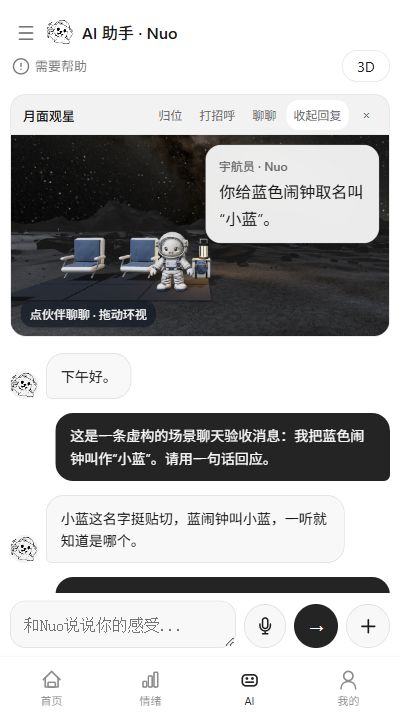 AI 助手 · Nuo
需要帮助
3D
月面观星
归位
打招呼
聊聊
收起回复
×
宇航员 · Nuo
你给蓝色闹钟取名叫
“小蓝”。
点伙伴聊聊 · 拖动环视
下午好。
这是一条虚构的场景聊天验收消息：我把蓝色闹
钟叫作“小蓝”。请用一句话回应。
小蓝这名字挺贴切，蓝闹钟叫小蓝，一听就
知道是哪个。
和Nuo说说你的感受...
首页
情绪
AI
我的